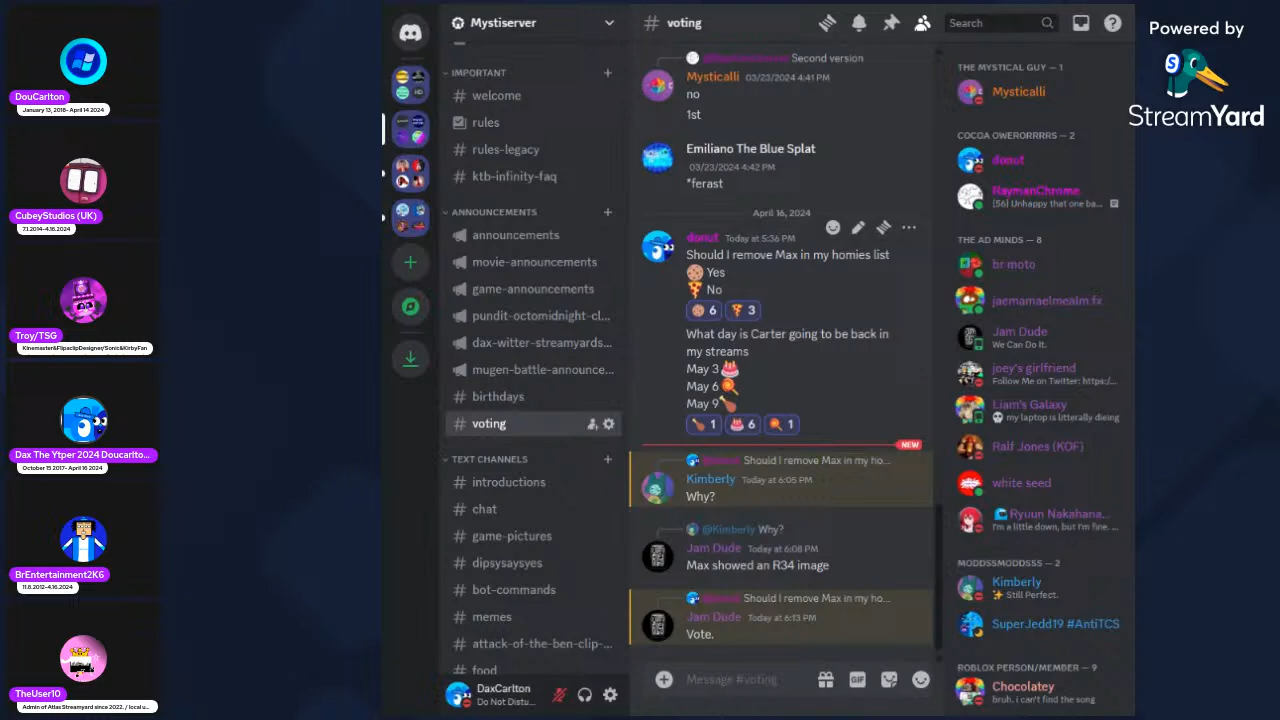 DouCarlton
January 13, 2018- April 14 2024
CubeyStudios (UK)
7.1.2014-4.16.2024
Troy/TSG
Kinemaster&FlipaclipDesigner/Sonic&KirbyFan
Dax The Ytper 2024 Doucarlto...
October 15 2017- April 16 2024
BrEntertainment2K6
11.8.2012-4.16.2024
TheUser10
Admin of Atlas Streamyard since 2022. / local u...
Mystiserver
IMPORTANT
welcome
rules
rules-legacy
ktb-infinity-faq
ANNOUNCEMENTS
announcements
movie-announcements
game-announcements
pundit-octomidnight-cl...
dax-witter-streamyards...
mugen-battle-announce...
birthdays
voting
TEXT CHANNELS
introductions
chat
game-pictures
dipsysaysyes
bot-commands
memes
attack-of-the-ben-clip-...
food
DaxCarlton
Do Not Distu...
# voting
Search
Second version
Mysticalli 03/23/2024 4:41 PM
no
1st
Emiliano The Blue Splat
03/23/2024 4:42 PM
*ferast
April 16, 2024
donut Today at 5:36 PM
Should I remove Max in my homies list
🍪 Yes
🍕 No
🍪 6 🍕 3
What day is Carter going to be back in
my streams
May 3🎂
May 6🍭
May 9🍗
🍗 1 🎂 6 🍭 1
NEW
Should I remove Max in my ho...
Kimberly Today at 6:05 PM
Why?
@Kimberly Why?
Jam Dude Today at 6:08 PM
Max showed an R34 image
Should I remove Max in my ho...
Jam Dude Today at 6:13 PM
Vote.
Message #voting
GIF
THE MYSTICAL GUY — 1
Mysticalli
COCOA OWERORRRRS — 2
donut
RaymanChrome
[56] Unhappy that one ba...
THE AD MINDS — 8
br moto
jaemamaelmealm fx
Jam Dude
We Can Do It.
joey's girlfriend
Follow Me on Twitter: https:/...
Liam's Galaxy
💀 my laptop is litterally dieing
Ralf Jones (KOF)
white seed
🌊Ryuun Nakahana...
I'm a little down, but I'm fine. ...
MODDSSMODDSSS — 2
Kimberly
✨ Still Perfect.
SuperJedd19 #AntiTCS
ROBLOX PERSON/MEMBER — 9
Chocolatey
bruh. i can't find the song
Powered by
S
StreamYard